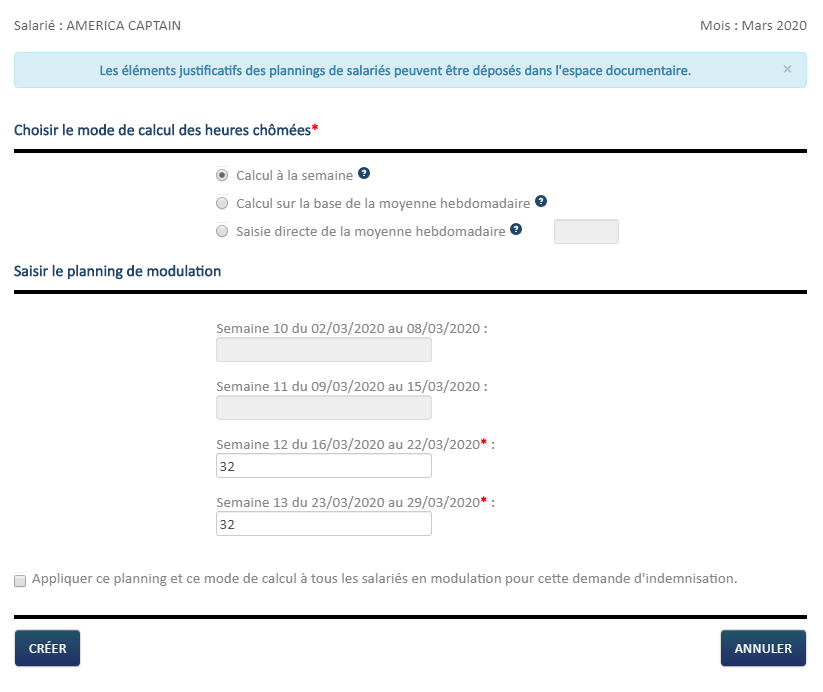 Salarié : AMERICA CAPTAIN
Mois : Mars 2020
Les éléments justificatifs des plannings de salariés peuvent être déposés dans l'espace documentaire.
×
Choisir le mode de calcul des heures chômées*
Calcul à la semaine ?
Calcul sur la base de la moyenne hebdomadaire ?
Saisie directe de la moyenne hebdomadaire ?
Saisir le planning de modulation
Semaine 10 du 02/03/2020 au 08/03/2020 :
Semaine 11 du 09/03/2020 au 15/03/2020 :
Semaine 12 du 16/03/2020 au 22/03/2020* :
32
Semaine 13 du 23/03/2020 au 29/03/2020* :
32
Appliquer ce planning et ce mode de calcul à tous les salariés en modulation pour cette demande d'indemnisation.
CRÉER
ANNULER